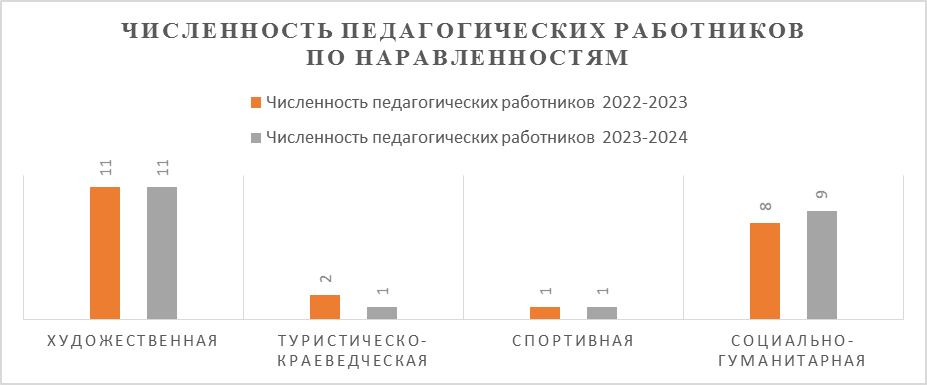 ЧИСЛЕННОСТЬ ПЕДАГОГИЧЕСКИХ РАБОТНИКОВ
ПО НАРАВЛЕННОСТЯМ
Численность педагогических работников 2022-2023
Численность педагогических работников 2023-2024
11 11 2 1 1 1 8 9
ХУДОЖЕСТВЕННАЯ
ТУРИСТИЧЕСКО-
КРАЕВЕДЧЕСКАЯ
СПОРТИВНАЯ
СОЦИАЛЬНО-
ГУМАНИТАРНАЯ